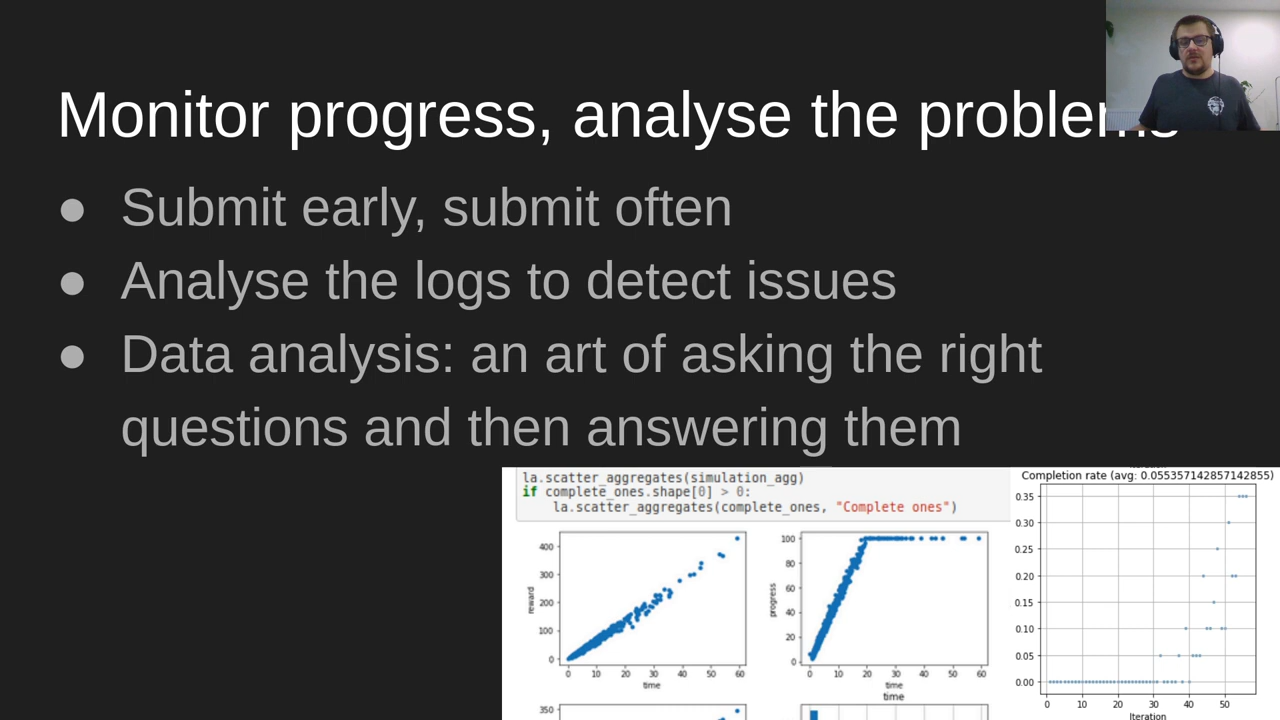 Monitor progress, analyse the problems
● Submit early, submit often
● Analyse the logs to detect issues
● Data analysis: an art of asking the right
questions and then answering them
la.scatter_aggregates(simulation_agg)
if complete_ones.shape[0] > 0:
la.scatter_aggregates(complete_ones, "Complete ones")
Completion rate (avg: 0.055357142857142855)
400
300
200
100
0
reward
0 10 20 30 40 50 60
time
100
80
60
40
20
0
progress
0 10 20 30 40 50 60
time
time
0.35
0.30
0.25
0.20
0.15
0.10
0.05
0.00
0 10 20 30 40 50
Iteration
350